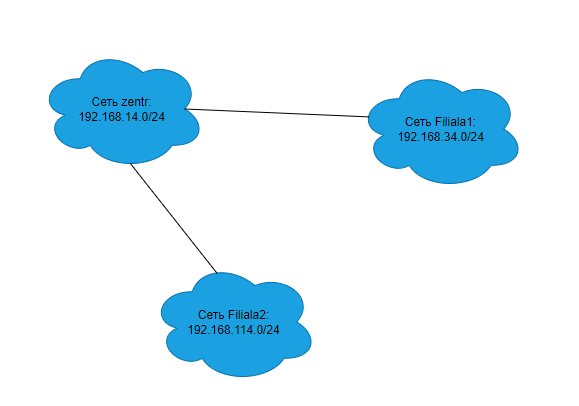 Сеть zentr:
192.168.14.0/24
Сеть Filiala1:
192.168.34.0/24
Сеть Filiala2:
192.168.114.0/24